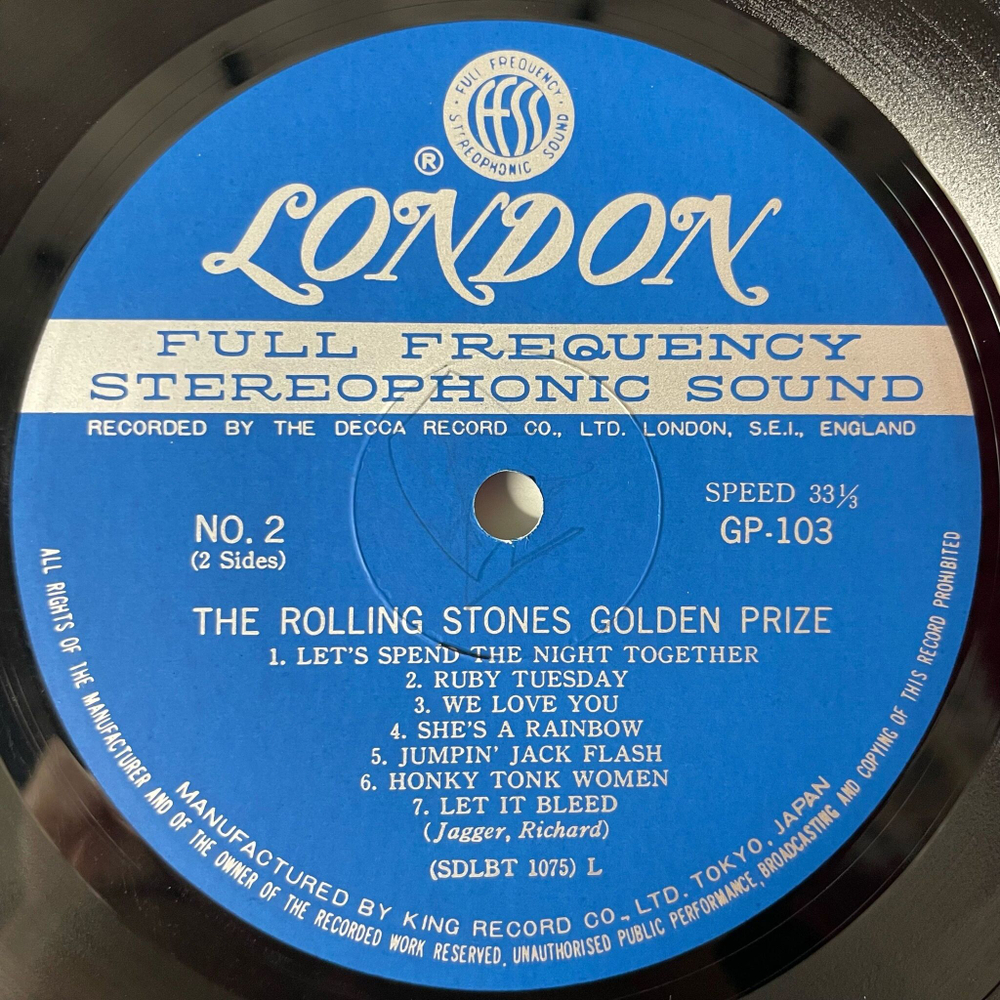 FULL FREQUENCY
STEREOPHONIC SOUND
FFSS
®
LONDON
FULL FREQUENCY
STEREOPHONIC SOUND
RECORDED BY THE DECCA RECORD CO., LTD. LONDON, S.E.I., ENGLAND
SPEED 33⅓
NO. 2
GP-103
(2 Sides)
THE ROLLING STONES GOLDEN PRIZE
1. LET'S SPEND THE NIGHT TOGETHER
2. RUBY TUESDAY
3. WE LOVE YOU
4. SHE'S A RAINBOW
5. JUMPIN' JACK FLASH
6. HONKY TONK WOMEN
7. LET IT BLEED
(Jagger, Richard)
(SDLBT 1075) L
MANUFACTURED BY KING RECORD CO., LTD. TOKYO, JAPAN
ALL RIGHTS OF THE MANUFACTURER AND OF THE OWNER OF THE RECORDED WORK RESERVED. UNAUTHORISED PUBLIC PERFORMANCE, BROADCASTING AND COPYING OF THIS RECORD PROHIBITED